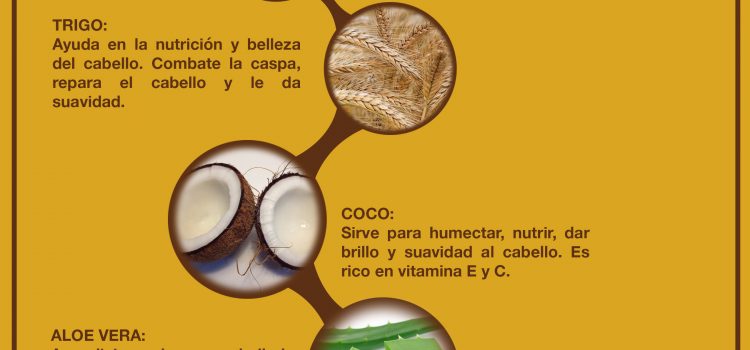 TRIGO:
Ayuda en la nutrición y belleza
del cabello. Combate la caspa,
repara el cabello y le da
suavidad.
COCO:
Sirve para humectar, nutrir, dar
brillo y suavidad al cabello. Es
rico en vitamina E y C.
ALOE VERA: